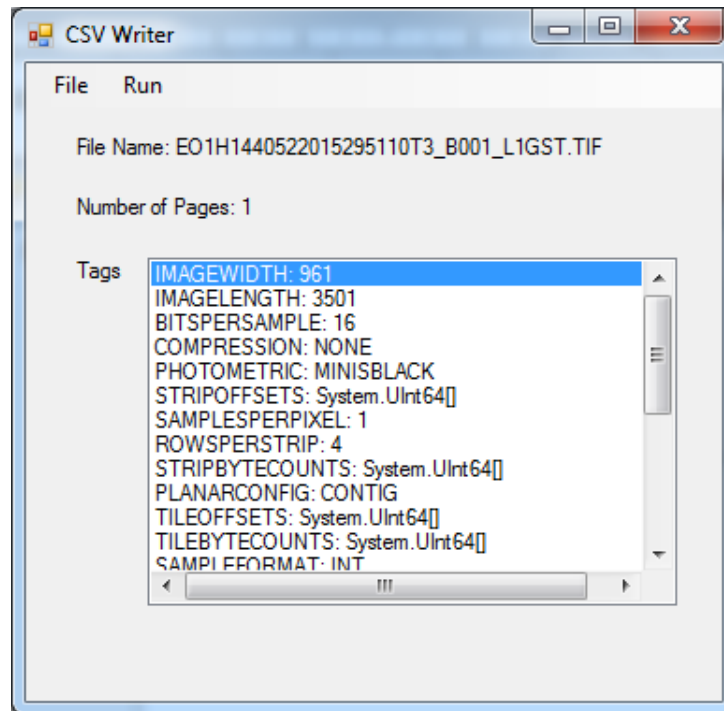 CSV Writer
File Run
File Name: EO1H1440522015295110T3_B001_L1GST.TIF
Number of Pages: 1
Tags
IMAGEWIDTH: 961
IMAGELENGTH: 3501
BITSPERSAMPLE: 16
COMPRESSION: NONE
PHOTOMETRIC: MINISBLACK
STRIPOFFSETS: System.UInt64[]
SAMPLESPERPIXEL: 1
ROWSPERSTRIP: 4
STRIPBYTECOUNTS: System.UInt64[]
PLANARCONFIG: CONTIG
TILEOFFSETS: System.UInt64[]
TILEBYTECOUNTS: System.UInt64[]
SAMPLEFORMAT: INT